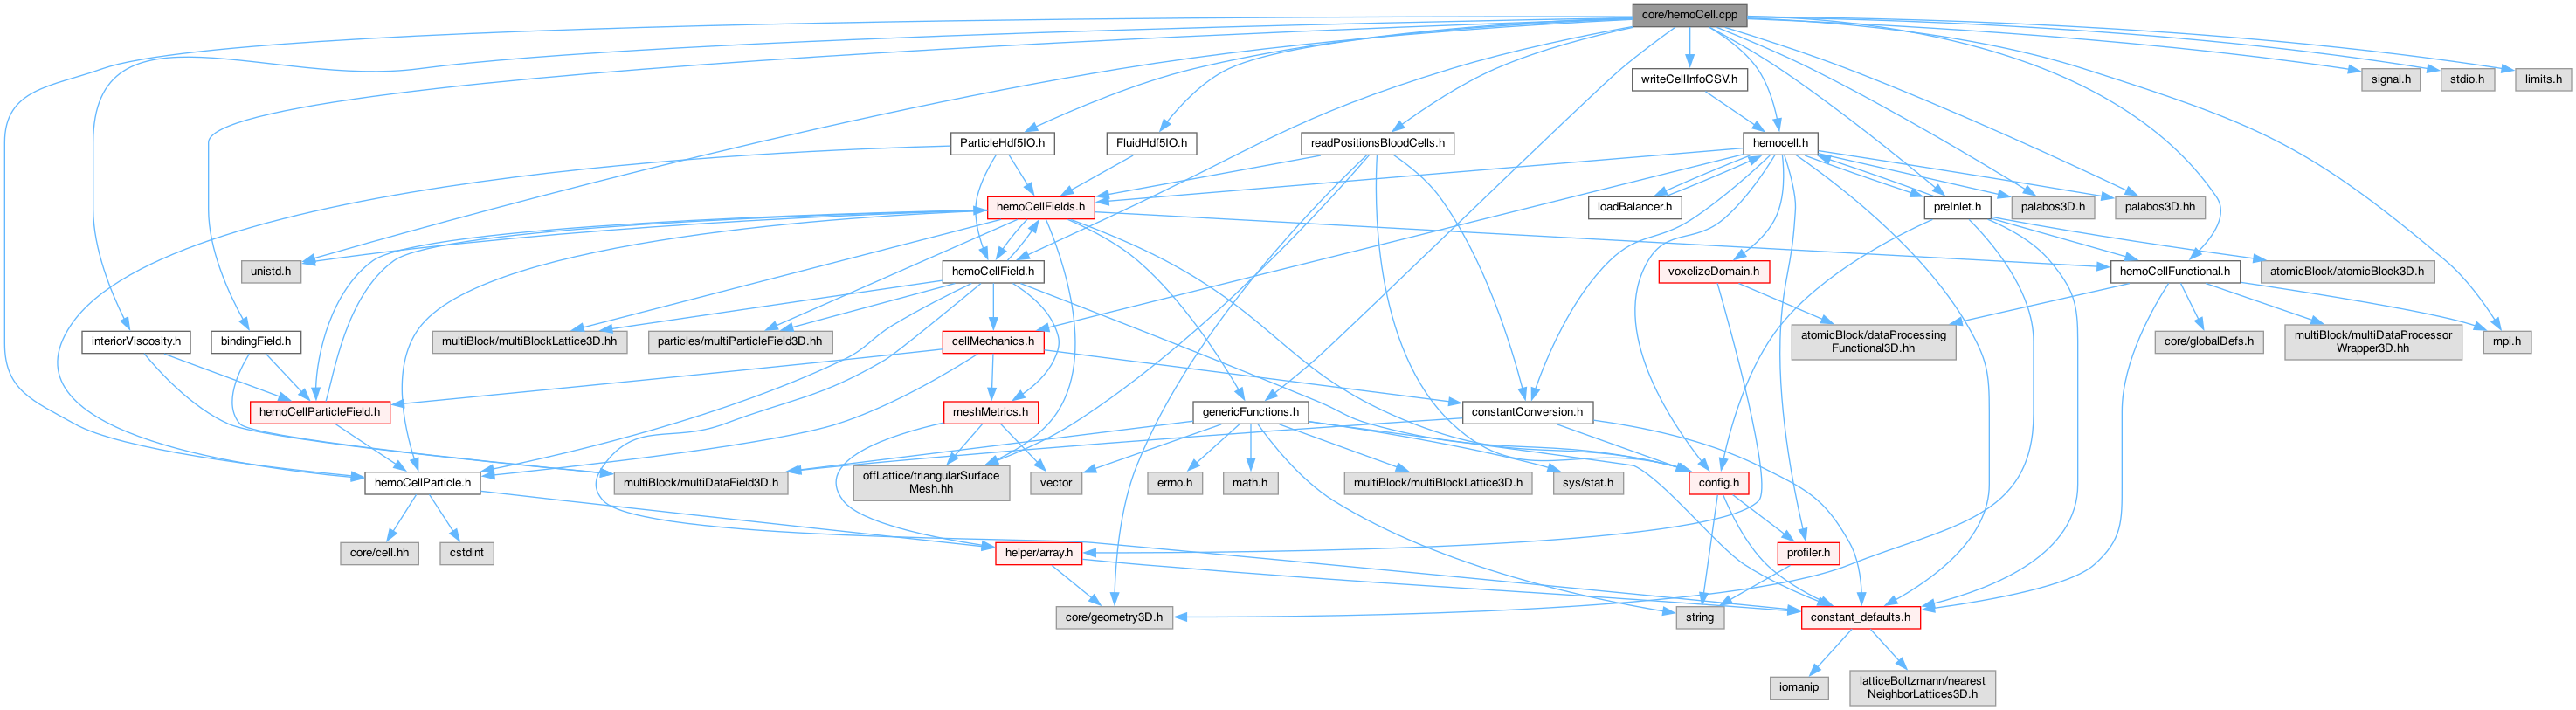 core/hemoCell.cpp
writeCellInfoCSV.h
signal.h
stdio.h
limits.h
ParticleHdf5IO.h
FluidHdf5IO.h
readPositionsBloodCells.h
hemocell.h
hemoCellFields.h
loadBalancer.h
preInlet.h
palabos3D.h
palabos3D.hh
unistd.h
hemoCellField.h
voxelizeDomain.h
hemoCellFunctional.h
atomicBlock/atomicBlock3D.h
interiorViscosity.h
bindingField.h
multiBlock/multiBlockLattice3D.hh
particles/multiParticleField3D.hh
cellMechanics.h
atomicBlock/dataProcessing
Functional3D.hh
core/globalDefs.h
multiBlock/multiDataProcessor
Wrapper3D.hh
mpi.h
hemoCellParticleField.h
meshMetrics.h
genericFunctions.h
constantConversion.h
hemoCellParticle.h
multiBlock/multiDataField3D.h
offLattice/triangularSurface
Mesh.hh
vector
errno.h
math.h
multiBlock/multiBlockLattice3D.h
sys/stat.h
config.h
core/cell.hh
cstdint
helper/array.h
profiler.h
core/geometry3D.h
string
constant_defaults.h
iomanip
latticeBoltzmann/nearest
NeighborLattices3D.h